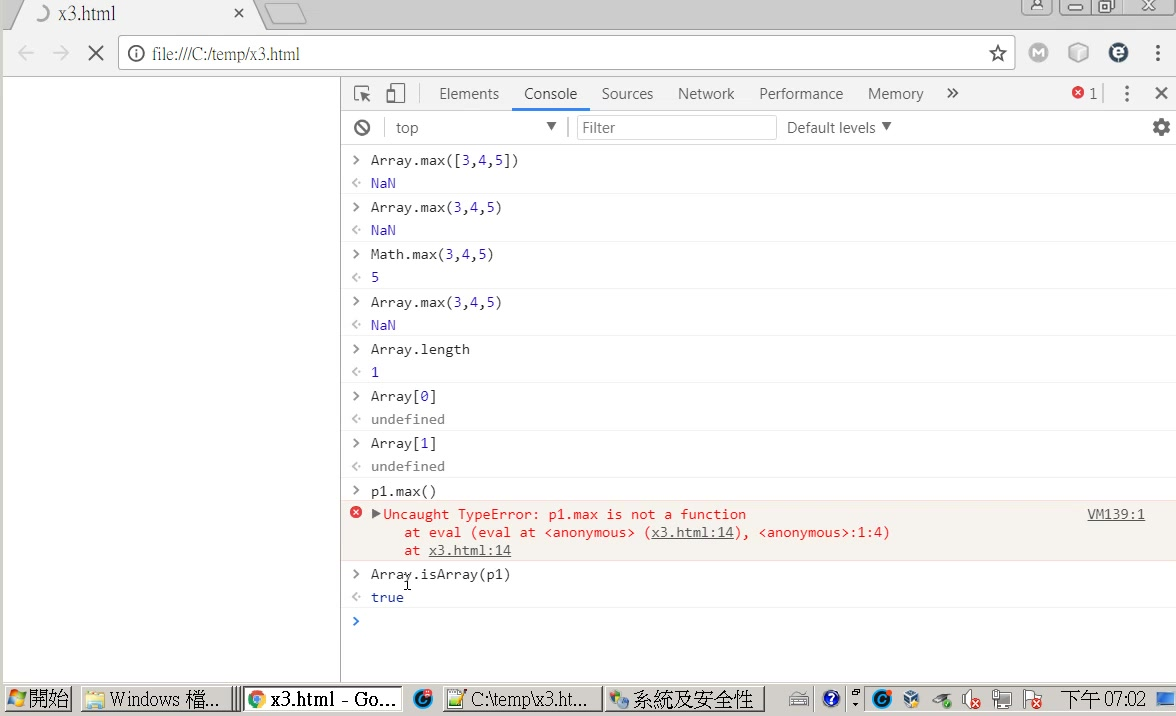 x3.html
file:///C:/temp/x3.html
Elements Console Sources Network Performance Memory » 1
top Filter Default levels
Array.max([3,4,5])
NaN
Array.max(3,4,5)
NaN
Math.max(3,4,5)
5
Array.max(3,4,5)
NaN
Array.length
1
Array[0]
undefined
Array[1]
undefined
p1.max()
Uncaught TypeError: p1.max is not a function VM139:1
at eval (eval at <anonymous> (x3.html:14), <anonymous>:1:4)
at x3.html:14
Array.isArray(p1)
true
開始 Windows 檔... x3.html - Go... C:\temp\x3.ht... 系統及安全性 下午 07:02